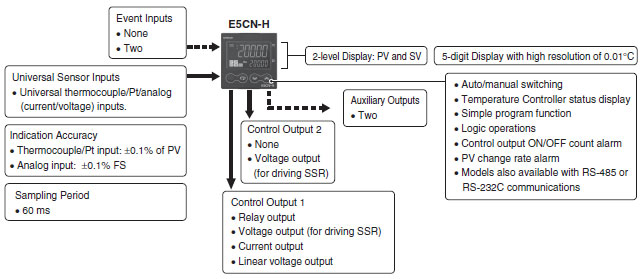 Event Inputs
• None
• Two
E5CN-H
2-level Display: PV and SV
5-digit Display with high resolution of 0.01°C
Universal Sensor Inputs
• Universal thermocouple/Pt/analog
(current/voltage) inputs.
Indication Accuracy
• Thermocouple/Pt input: ±0.1% of PV
• Analog input: ±0.1% FS
Sampling Period
• 60 ms
Control Output 2
• None
• Voltage output
(for driving SSR)
Auxiliary Outputs
• Two
• Auto/manual switching
• Temperature Controller status display
• Simple program function
• Logic operations
• Control output ON/OFF count alarm
• PV change rate alarm
• Models also available with RS-485 or
RS-232C communications
Control Output 1
• Relay output
• Voltage output (for driving SSR)
• Current output
• Linear voltage output